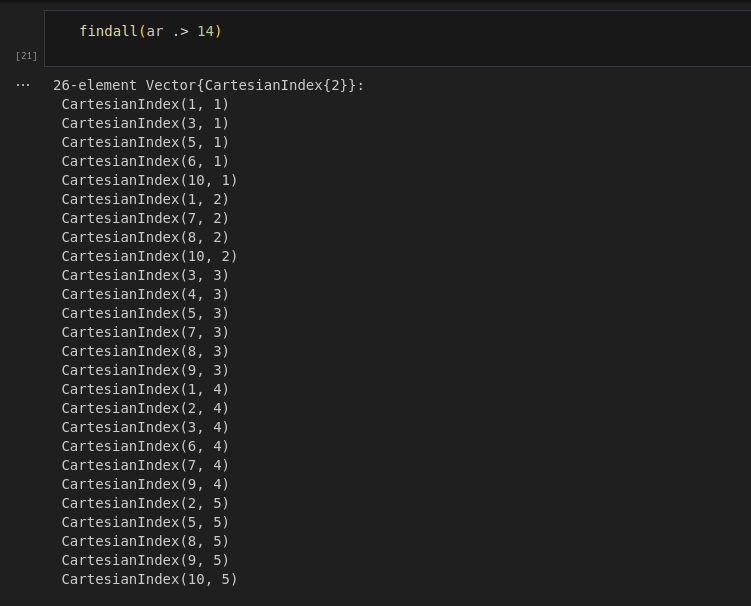 findall(ar .> 14)
[21]
... 26-element Vector{CartesianIndex{2}}:
CartesianIndex(1, 1)
CartesianIndex(3, 1)
CartesianIndex(5, 1)
CartesianIndex(6, 1)
CartesianIndex(10, 1)
CartesianIndex(1, 2)
CartesianIndex(7, 2)
CartesianIndex(8, 2)
CartesianIndex(10, 2)
CartesianIndex(3, 3)
CartesianIndex(4, 3)
CartesianIndex(5, 3)
CartesianIndex(7, 3)
CartesianIndex(8, 3)
CartesianIndex(9, 3)
CartesianIndex(1, 4)
CartesianIndex(2, 4)
CartesianIndex(3, 4)
CartesianIndex(6, 4)
CartesianIndex(7, 4)
CartesianIndex(9, 4)
CartesianIndex(2, 5)
CartesianIndex(5, 5)
CartesianIndex(8, 5)
CartesianIndex(9, 5)
CartesianIndex(10, 5)